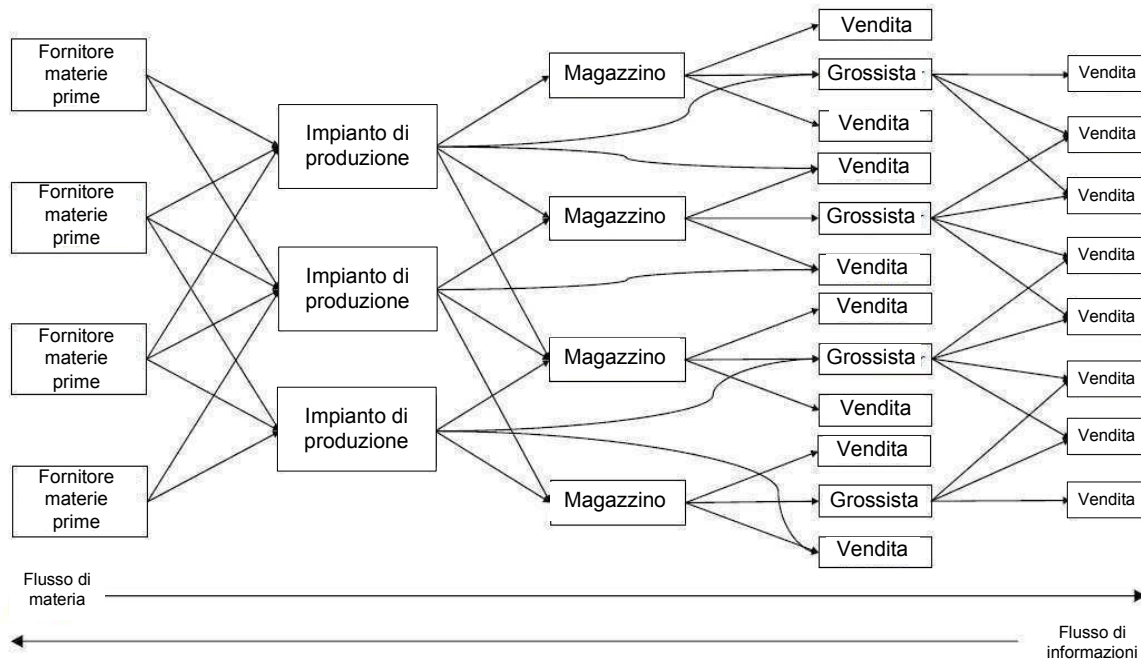 Fornitore
materie
prime
Fornitore
materie
prime
Fornitore
materie
prime
Fornitore
materie
prime
Impianto di
produzione
Impianto di
produzione
Impianto di
produzione
Magazzino
Magazzino
Magazzino
Magazzino
Vendita
Grossista
Vendita
Vendita
Grossista
Vendita
Vendita
Grossista
Vendita
Vendita
Grossista
Vendita
Vendita
Vendita
Vendita
Vendita
Vendita
Vendita
Vendita
Vendita
Flusso di
materia
Flusso di
informazioni